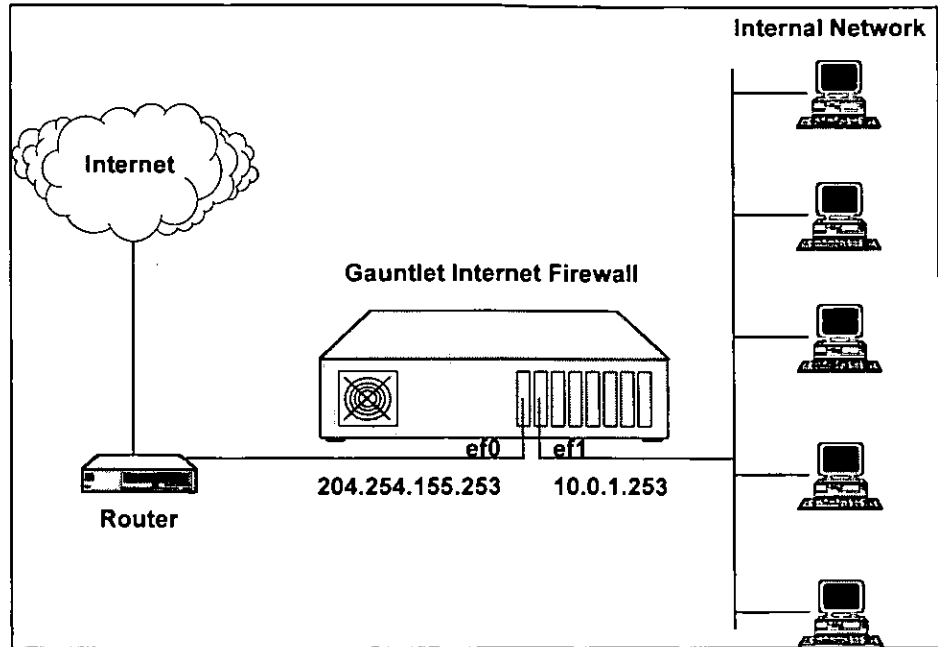 Internal Network
Internet
Gauntlet Internet Firewall
ef0 ef1
204.254.155.253 10.0.1.253
Router